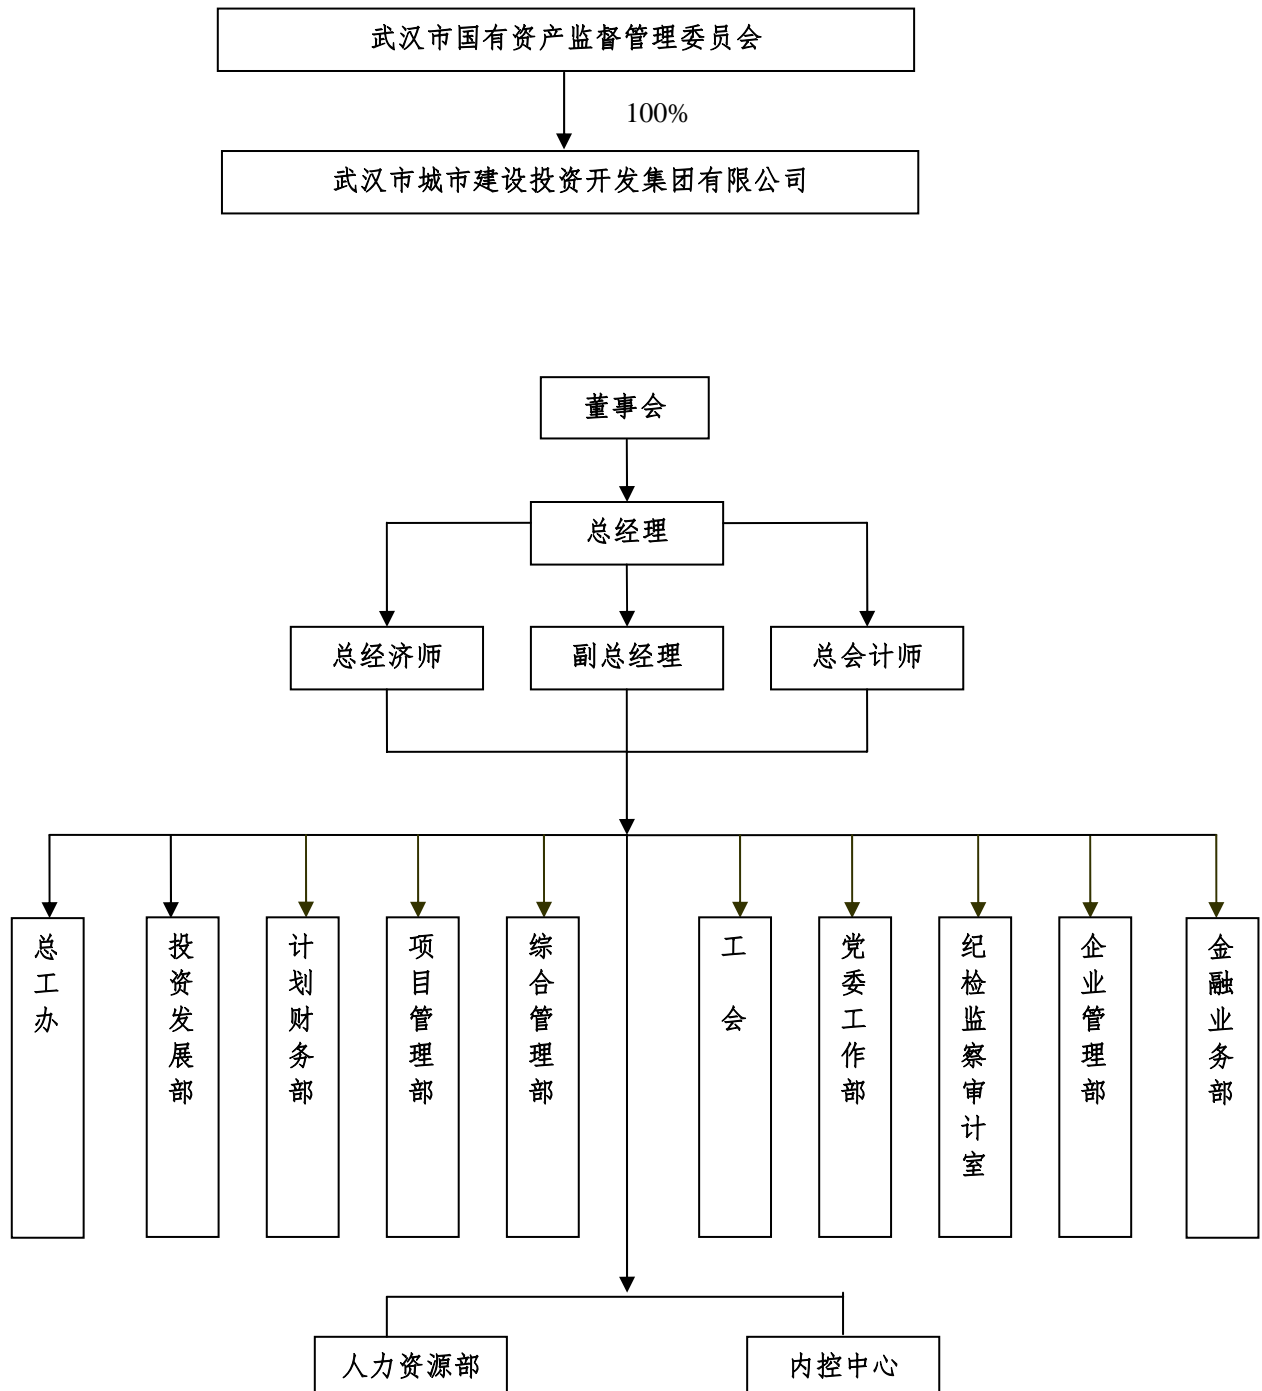 武汉市国有资产监督管理委员会
100%
武汉市城市建设投资开发集团有限公司
董事会
总经理
总经济师
副总经理
总会计师
总工办
投资发展部
计划财务部
项目管理部
综合管理部
工会
党委工作部
纪检监察审计室
企业管理部
金融业务部
人力资源部
内控中心